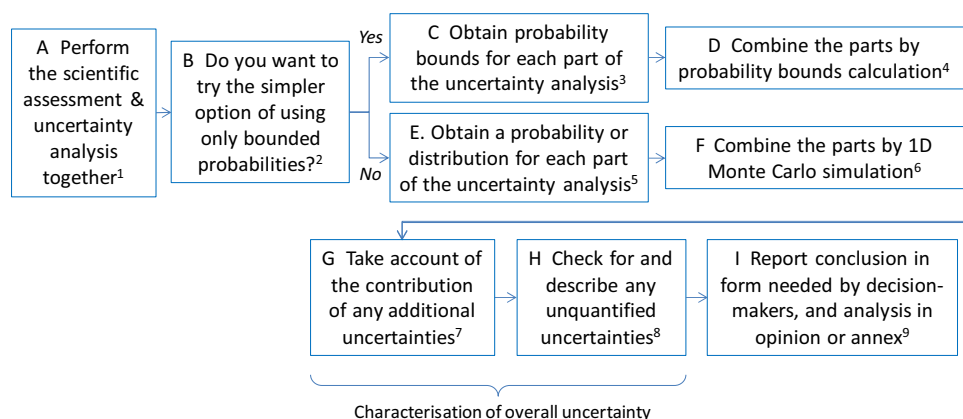 A Perform
the scientific
assessment &
uncertainty
analysis
together¹
B Do you want to
try the simpler
option of using
only bounded
probabilities?²
Yes
No
C Obtain probability
bounds for each part of
the uncertainty analysis³
D Combine the parts by
probability bounds calculation⁴
E. Obtain a probability or
distribution for each part
of the uncertainty analysis⁵
F Combine the parts by 1D
Monte Carlo simulation⁶
G Take account of
the contribution
of any additional
uncertainties⁷
H Check for and
describe any
unquantified
uncertainties⁸
I Report conclusion in
form needed by decision-
makers, and analysis in
opinion or annex⁹
Characterisation of overall uncertainty